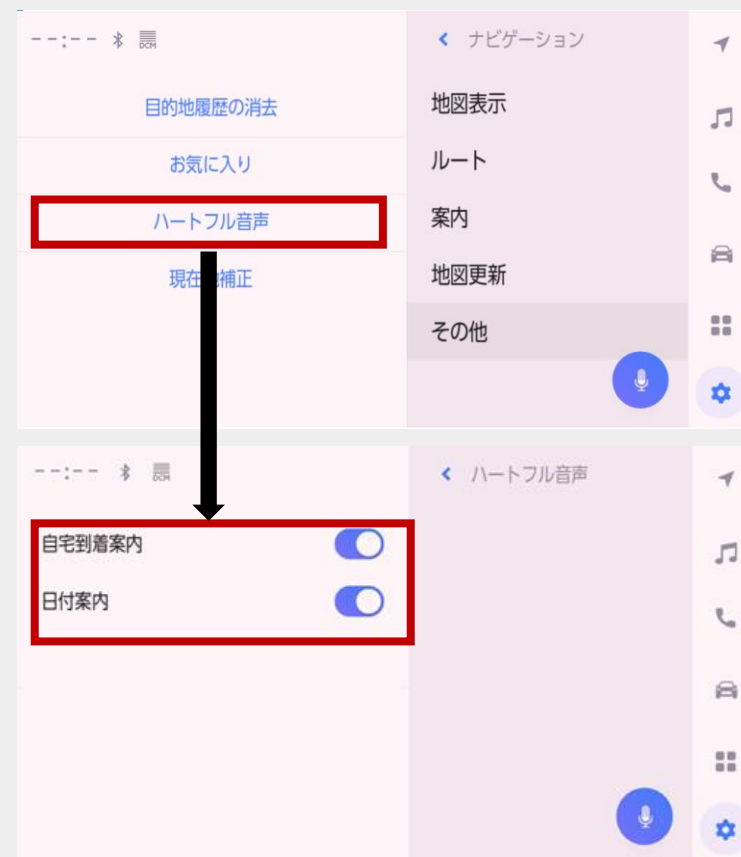 --:-- DCM
ナビゲーション
目的地履歴の消去
お気に入り
ハートフル音声
補正
地図表示
ルート
案内
地図更新
その他
--:-- DCM
ハートフル音声
自宅到着案内
日付案内